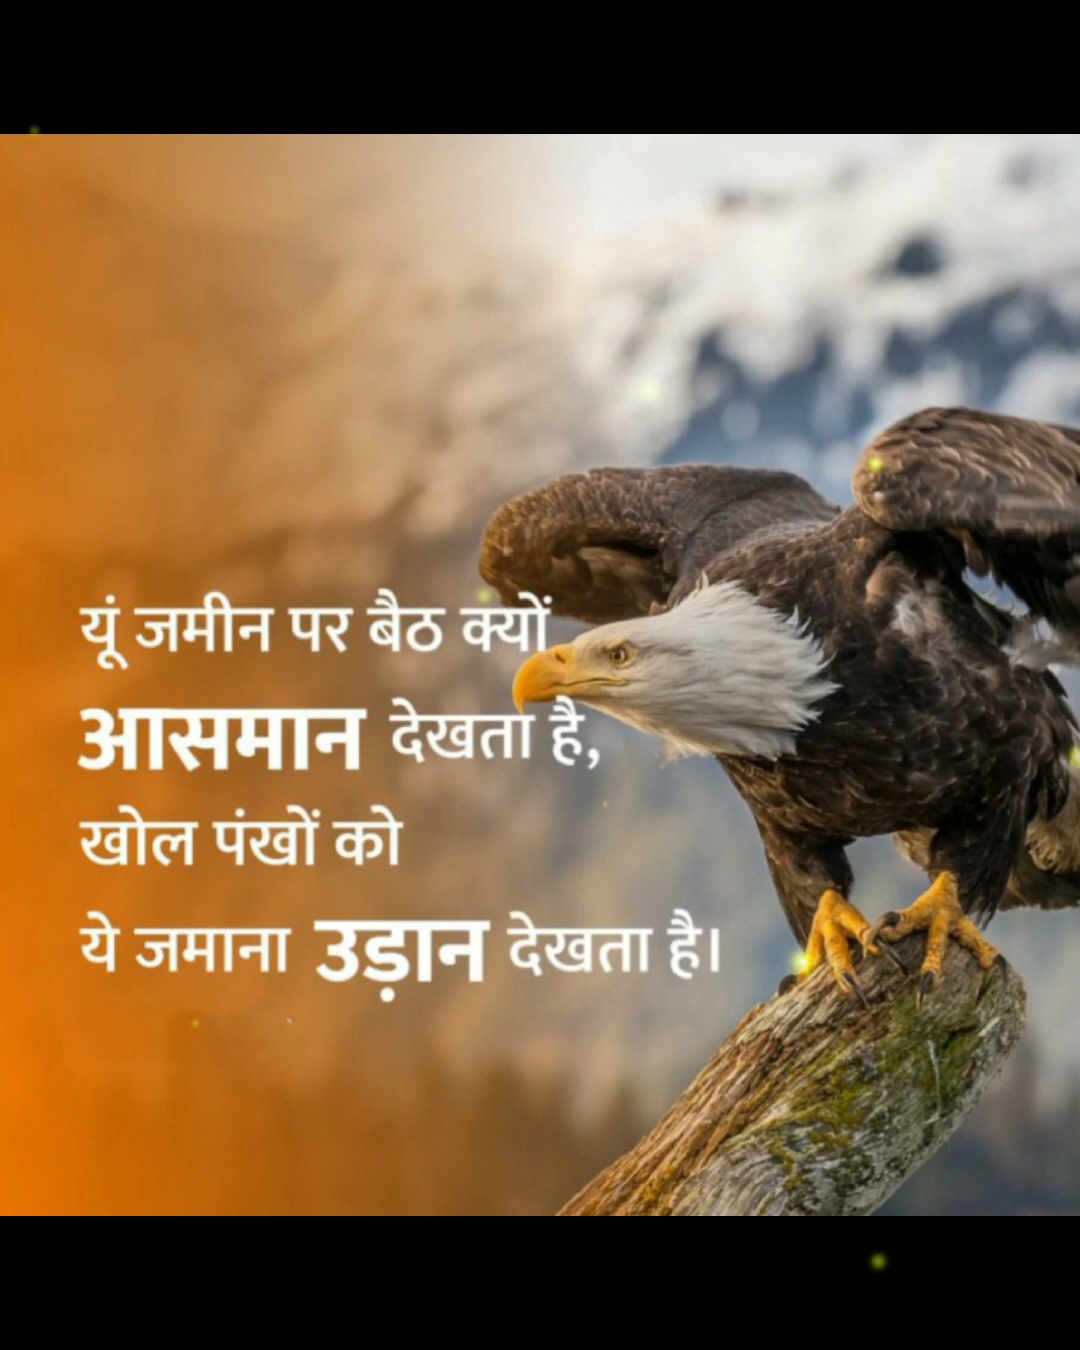 यूं जमीन पर बैठ क्यों
आसमान देखता है,
खोल पंखों को
ये जमाना उड़ान देखता है।